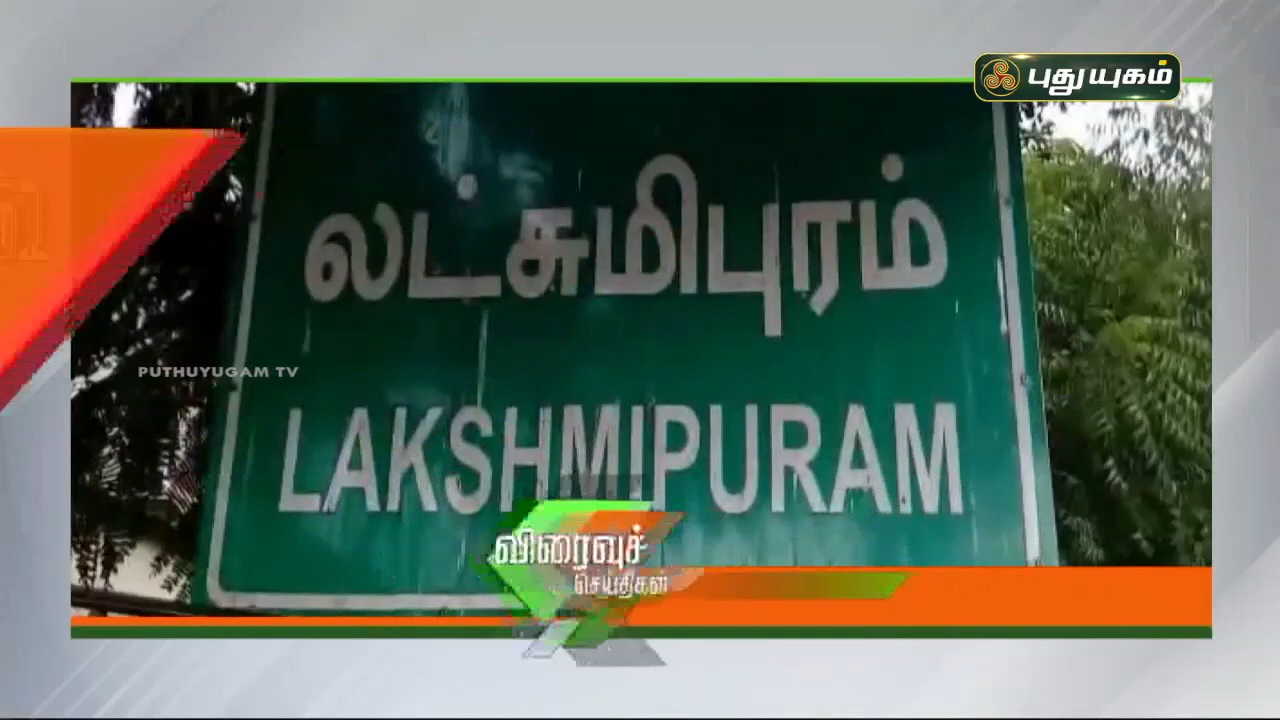 புதுயுகம்
லட்சுமிபுரம்
PUTHUYUGAM TV
LAKSHMIPURAM
விரைவுச்
செய்திகள்